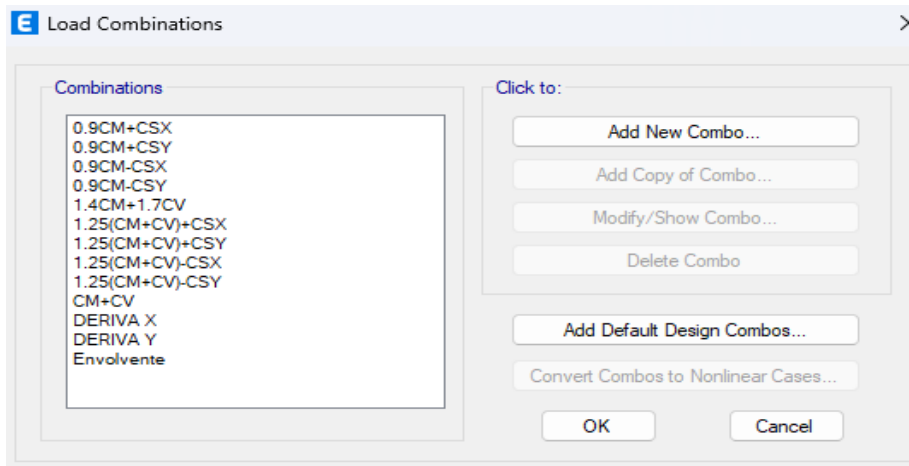 E Load Combinations
Combinations
0.9CM+CSX
0.9CM+CSY
0.9CM-CSX
0.9CM-CSY
1.4CM+1.7CV
1.25(CM+CV)+CSX
1.25(CM+CV)+CSY
1.25(CM+CV)-CSX
1.25(CM+CV)-CSY
CM+CV
DERIVA X
DERIVA Y
Envolvente
Click to:
Add New Combo...
Add Copy of Combo...
Modify/Show Combo...
Delete Combo
Add Default Design Combos...
Convert Combos to Nonlinear Cases...
OK
Cancel